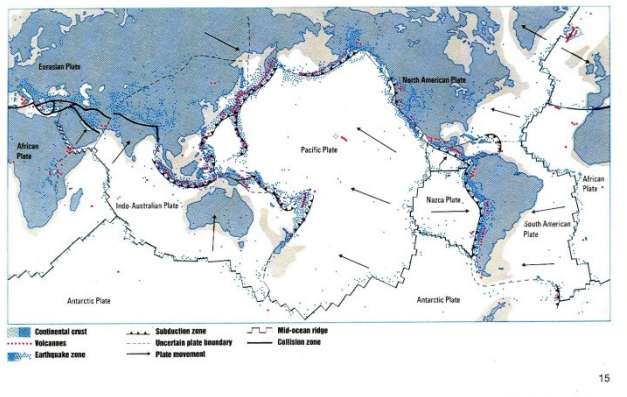 Eurasian Plate
North American Plate
African
Plate
Pacific Plate
African
Plate
Indo-Australian Plate
Nazca Plate
South American
Plate
Antarctic Plate
Antarctic Plate
Continental crust
Volcanoes
Earthquake zone
Subduction zone
Uncertain plate boundary
Plate movement
Mid-ocean ridge
Collision zone
15